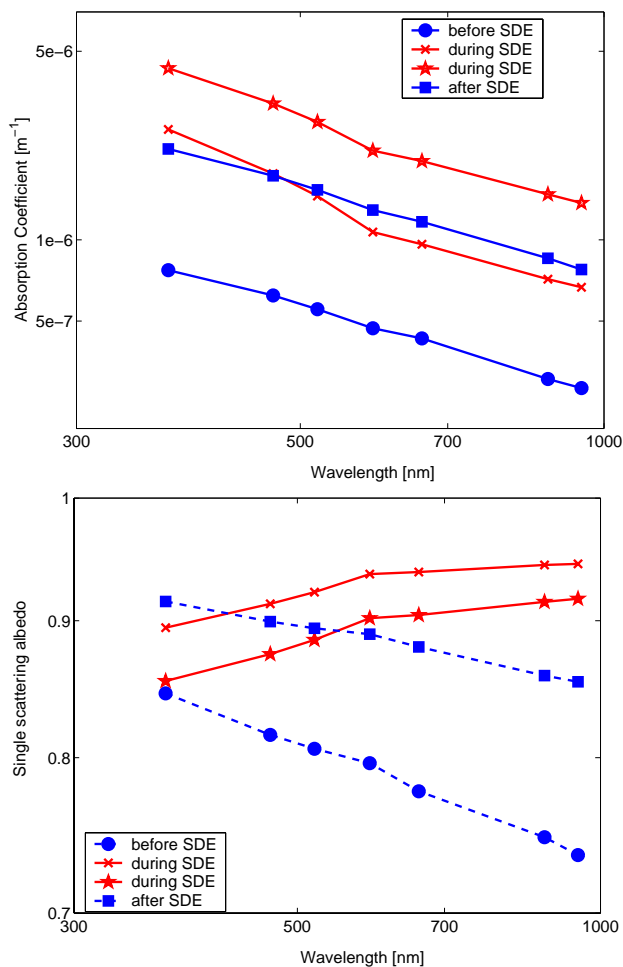 5e−6
1e−6
5e−7
Absorption Coefficient [m⁻¹]
before SDE
during SDE
during SDE
after SDE
300
500
700
1000
Wavelength [nm]
1
0.9
0.8
0.7
Single scattering albedo
before SDE
during SDE
during SDE
after SDE
300
500
700
1000
Wavelength [nm]